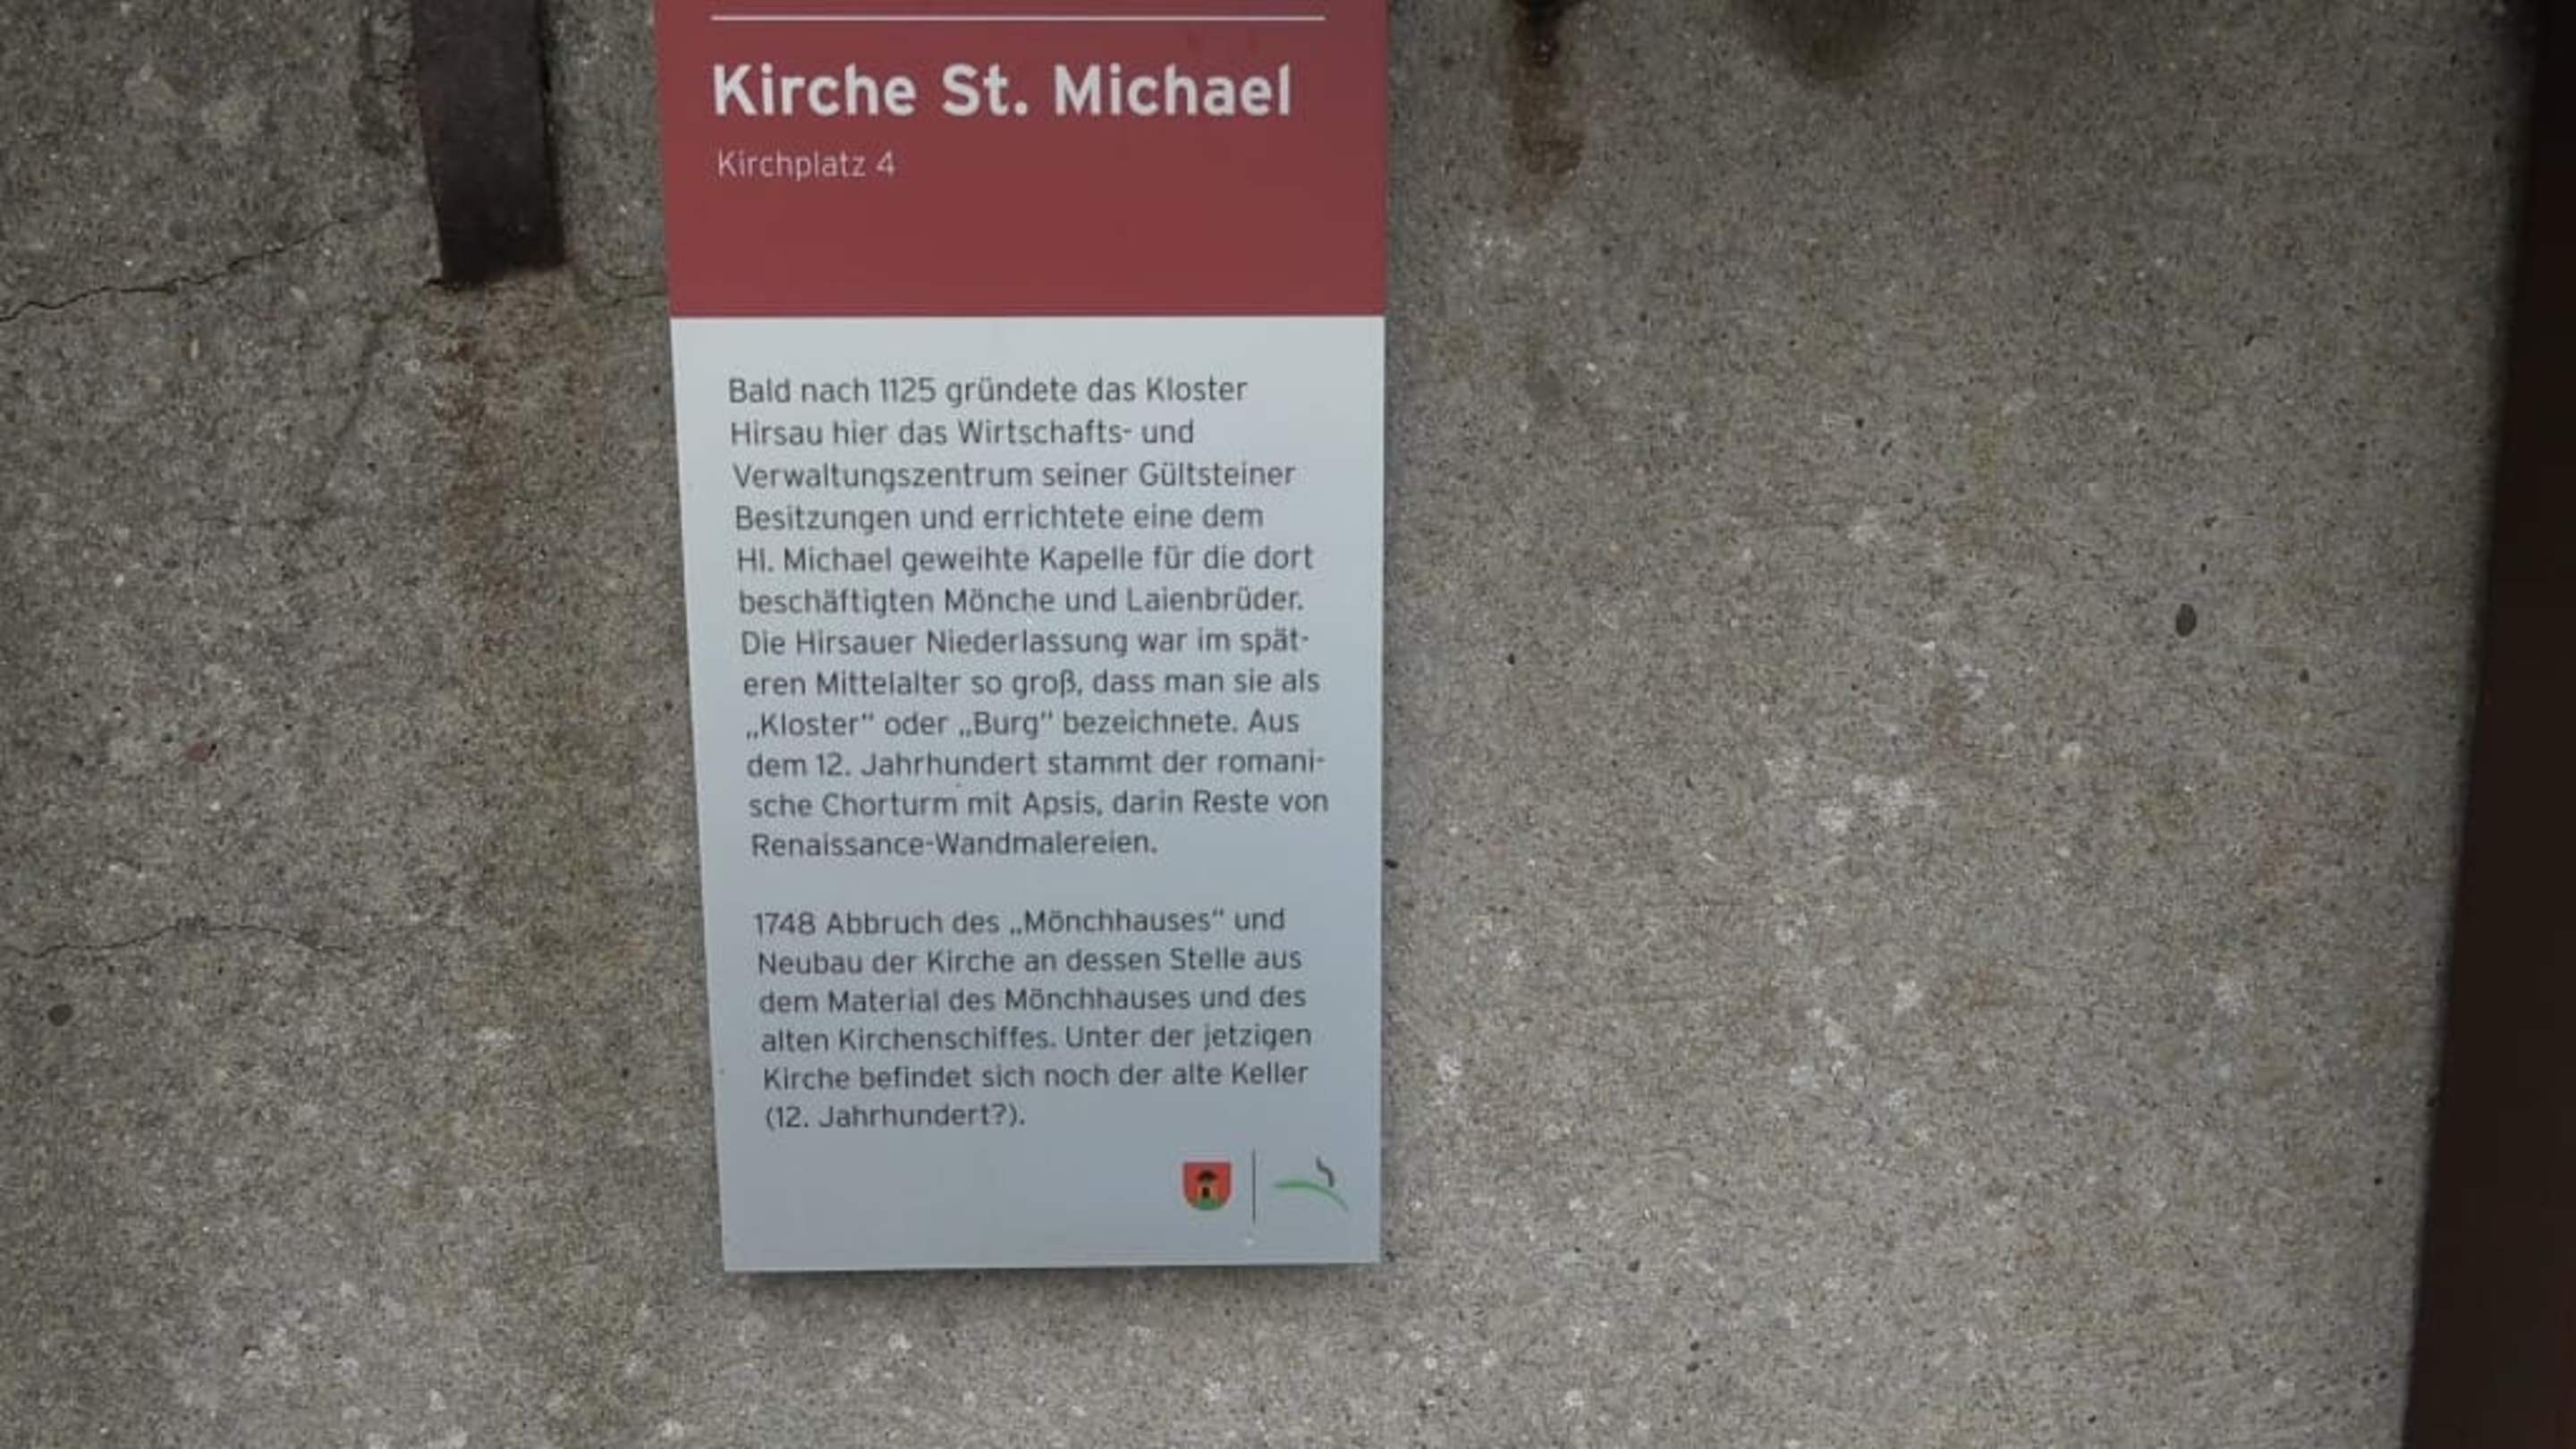 Kirche St. Michael
Kirchplatz 4
Bald nach 1125 gründete das Kloster
Hirsau hier das Wirtschafts- und
Verwaltungszentrum seiner Gültsteiner
Besitzungen und errichtete eine dem
Hl. Michael geweihte Kapelle für die dort
beschäftigten Mönche und Laienbrüder.
Die Hirsauer Niederlassung war im spät-
eren Mittelalter so groß, dass man sie als
„Kloster“ oder „Burg“ bezeichnete. Aus
dem 12. Jahrhundert stammt der romani-
sche Chorturm mit Apsis, darin Reste von
Renaissance-Wandmalereien.
1748 Abbruch des „Mönchhauses“ und
Neubau der Kirche an dessen Stelle aus
dem Material des Mönchhauses und des
alten Kirchenschiffes. Unter der jetzigen
Kirche befindet sich noch der alte Keller
(12. Jahrhundert?).